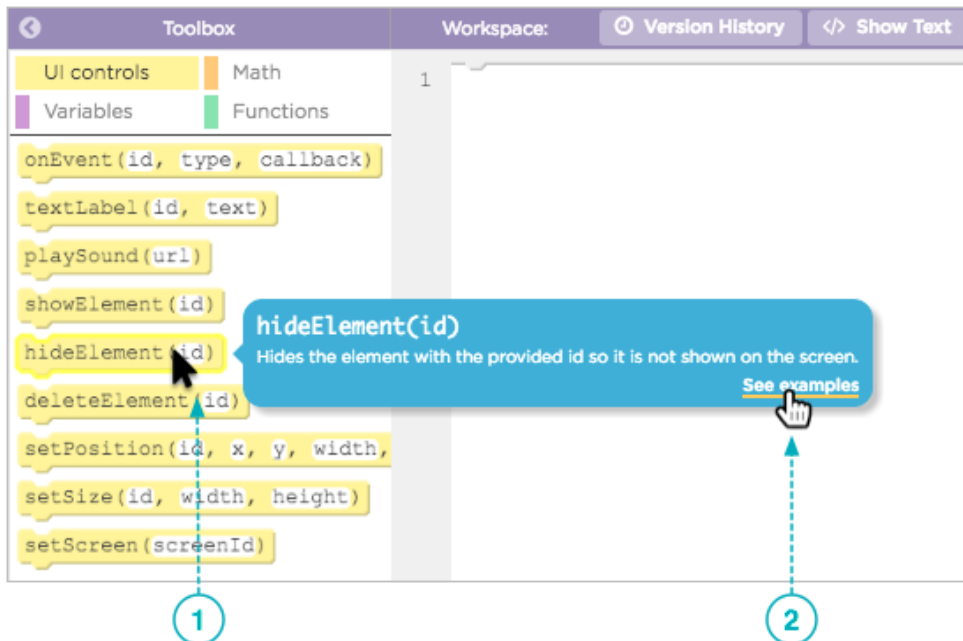 Toolbox
Workspace:
Version History
</> Show Text
UI controls
Math
Variables
Functions
1
onEvent(id, type, callback)
textLabel(id, text)
playSound(url)
showElement(id)
hideElement(id)
hideElement(id)
Hides the element with the provided id so it is not shown on the screen.
See examples
deleteElement(id)
setPosition(id, x, y, width,
setSize(id, width, height)
setScreen(screenId)
1
2